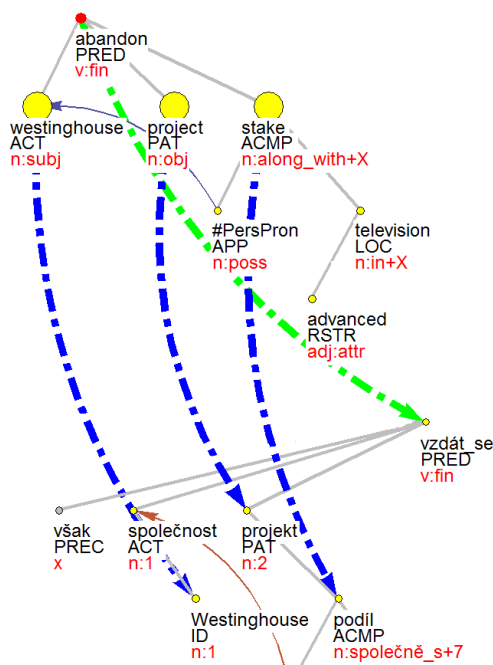 abandon
PRED
v:fin
westinghouse
ACT
n:subj
project
PAT
n:obj
stake
ACMP
n:along_with+X
#PersPron
APP
n:poss
television
LOC
n:in+X
advanced
RSTR
adj:attr
vzdát_se
PRED
v:fin
však
PREC
x
společnost
ACT
n:1
projekt
PAT
n:2
Westinghouse
ID
n:1
podíl
ACMP
n:společně_s+7